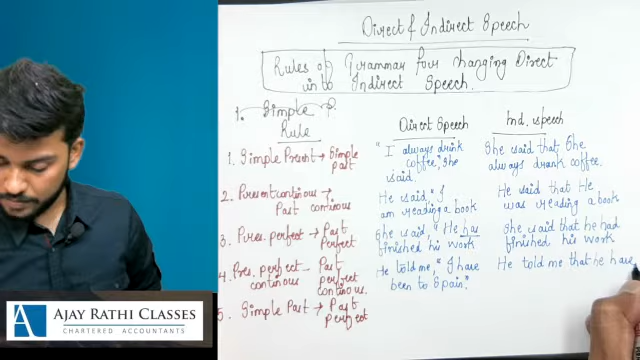 Direct & Indirect Speech
Rules of Grammar four hanging Direct
into Indirect Speech.
1. Simple P.
Rule
Direct Speech
Ind. speech
1. Simple Present → Simple
Past
" I always drink
coffee", She
said.
She said that She
always drank coffee.
2. Present continous →
Past continous
He said, " I
am reading a book
He said that He
was reading a book
3. Pres. perfect → Past
Perfect
She said, " He has
finished his work
She said that he had
finished his work
4. Pres. perfect → Past
continous perfect
continous.
He told me, " I have
been to Spain."
He told me that he have
5. Simple Past → Past
perfect
AJAY RATHI CLASSES
CHARTERED ACCOUNTANTS